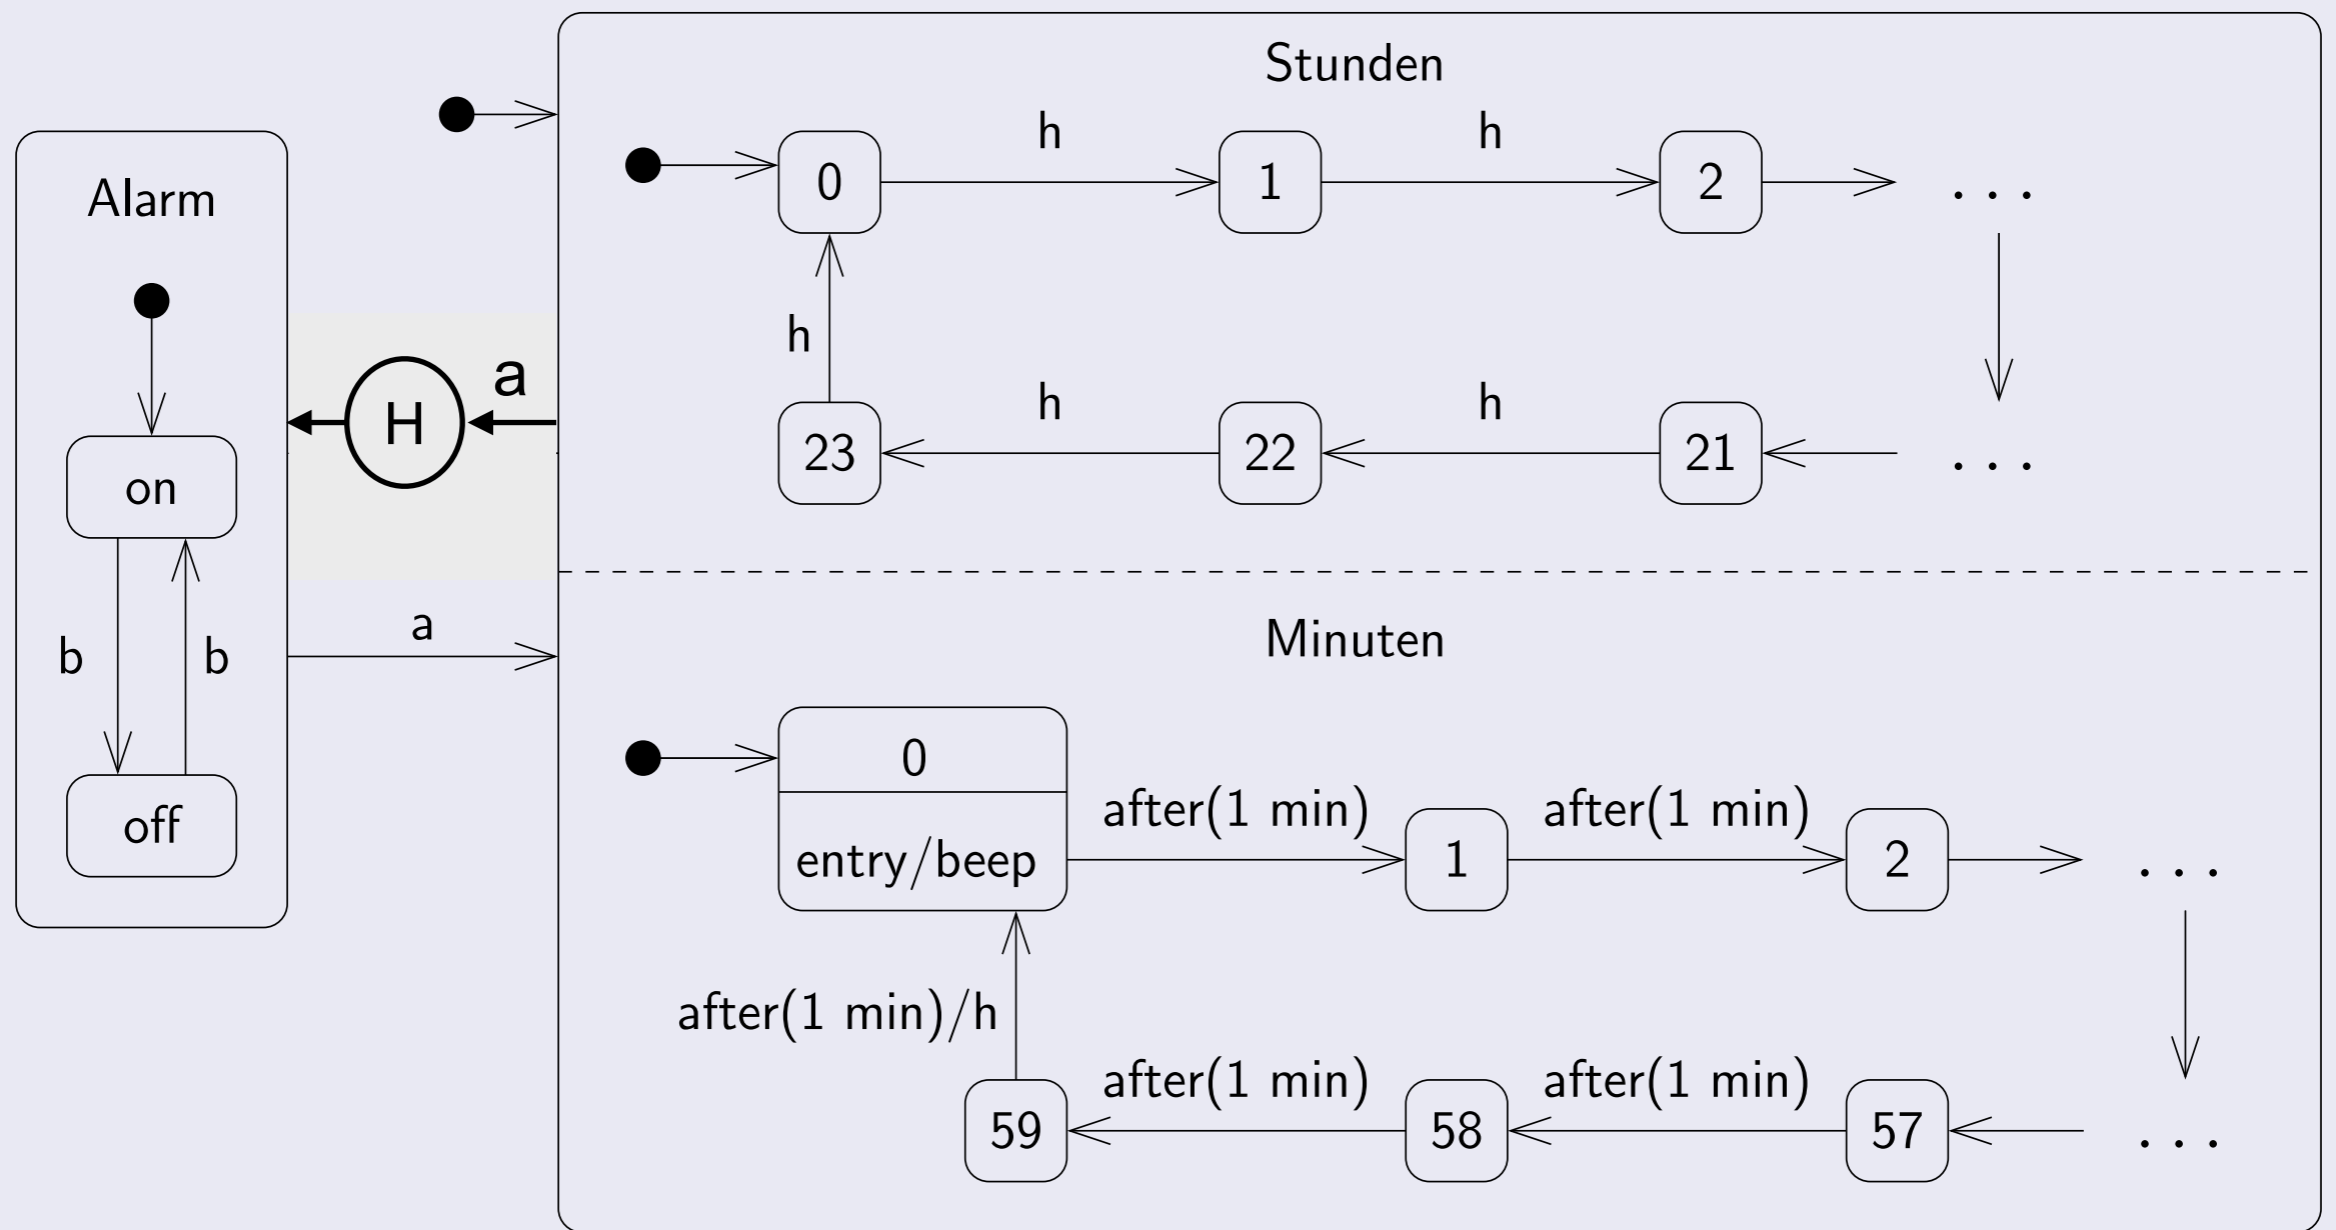 Stunden
h h
0 1 2 . . .
Alarm
h
H a
h h
on
23 22 21 . . .
a
b b
Minuten
0
after(1 min) after(1 min)
off
entry/beep 1 2 . . .
after(1 min)/h
after(1 min) after(1 min)
59 58 57 . . .